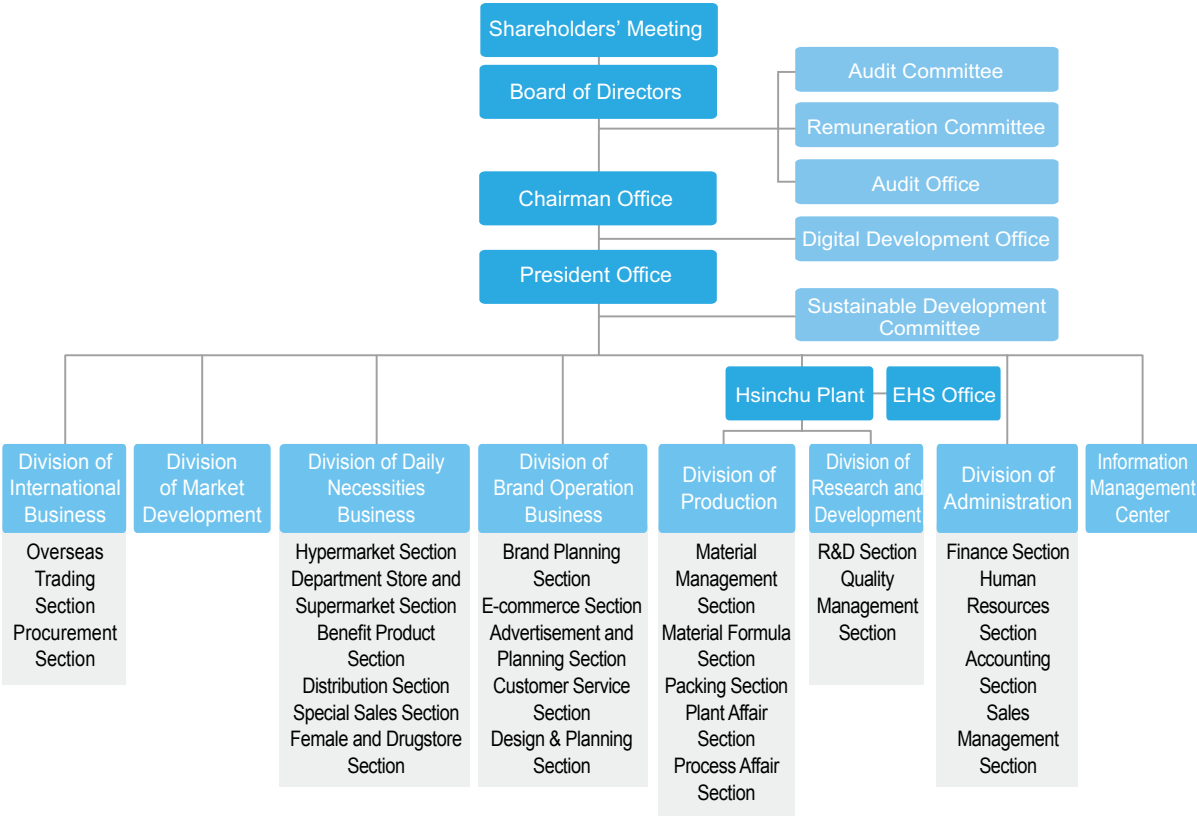 Shareholders’ Meeting
Board of Directors
Audit Committee
Remuneration Committee
Audit Office
Chairman Office
Digital Development Office
President Office
Sustainable Development
Committee
Hsinchu Plant
EHS Office
Division of
International
Business
Overseas
Trading
Section
Procurement
Section
Division
of Market
Development
Division of Daily
Necessities
Business
Hypermarket Section
Department Store and
Supermarket Section
Benefit Product
Section
Distribution Section
Special Sales Section
Female and Drugstore
Section
Division of
Brand Operation
Business
Brand Planning
Section
E-commerce Section
Advertisement and
Planning Section
Customer Service
Section
Design & Planning
Section
Division of
Production
Material
Management
Section
Material Formula
Section
Packing Section
Plant Affair
Section
Process Affair
Section
Division of
Research and
Development
R&D Section
Quality
Management
Section
Division of
Administration
Finance Section
Human
Resources
Section
Accounting
Section
Sales
Management
Section
Information
Management
Center